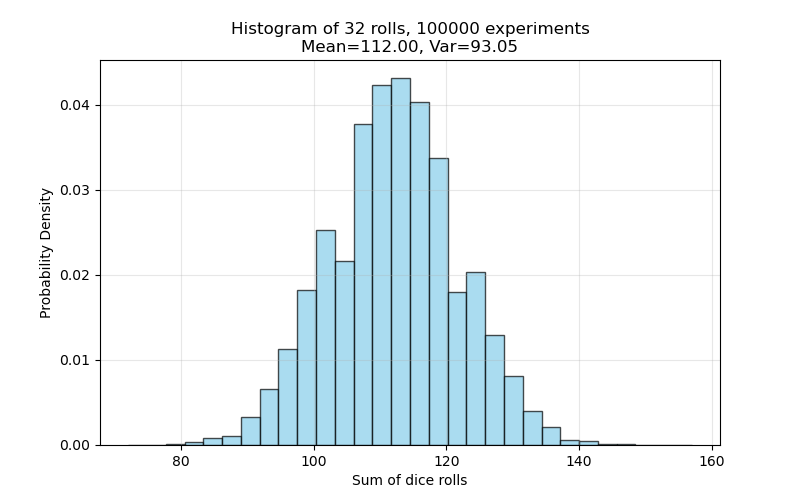 Histogram of 32 rolls, 100000 experiments
Mean=112.00, Var=93.05
0.04
0.03
0.02
0.01
0.00
Probability Density
80
100
120
140
160
Sum of dice rolls